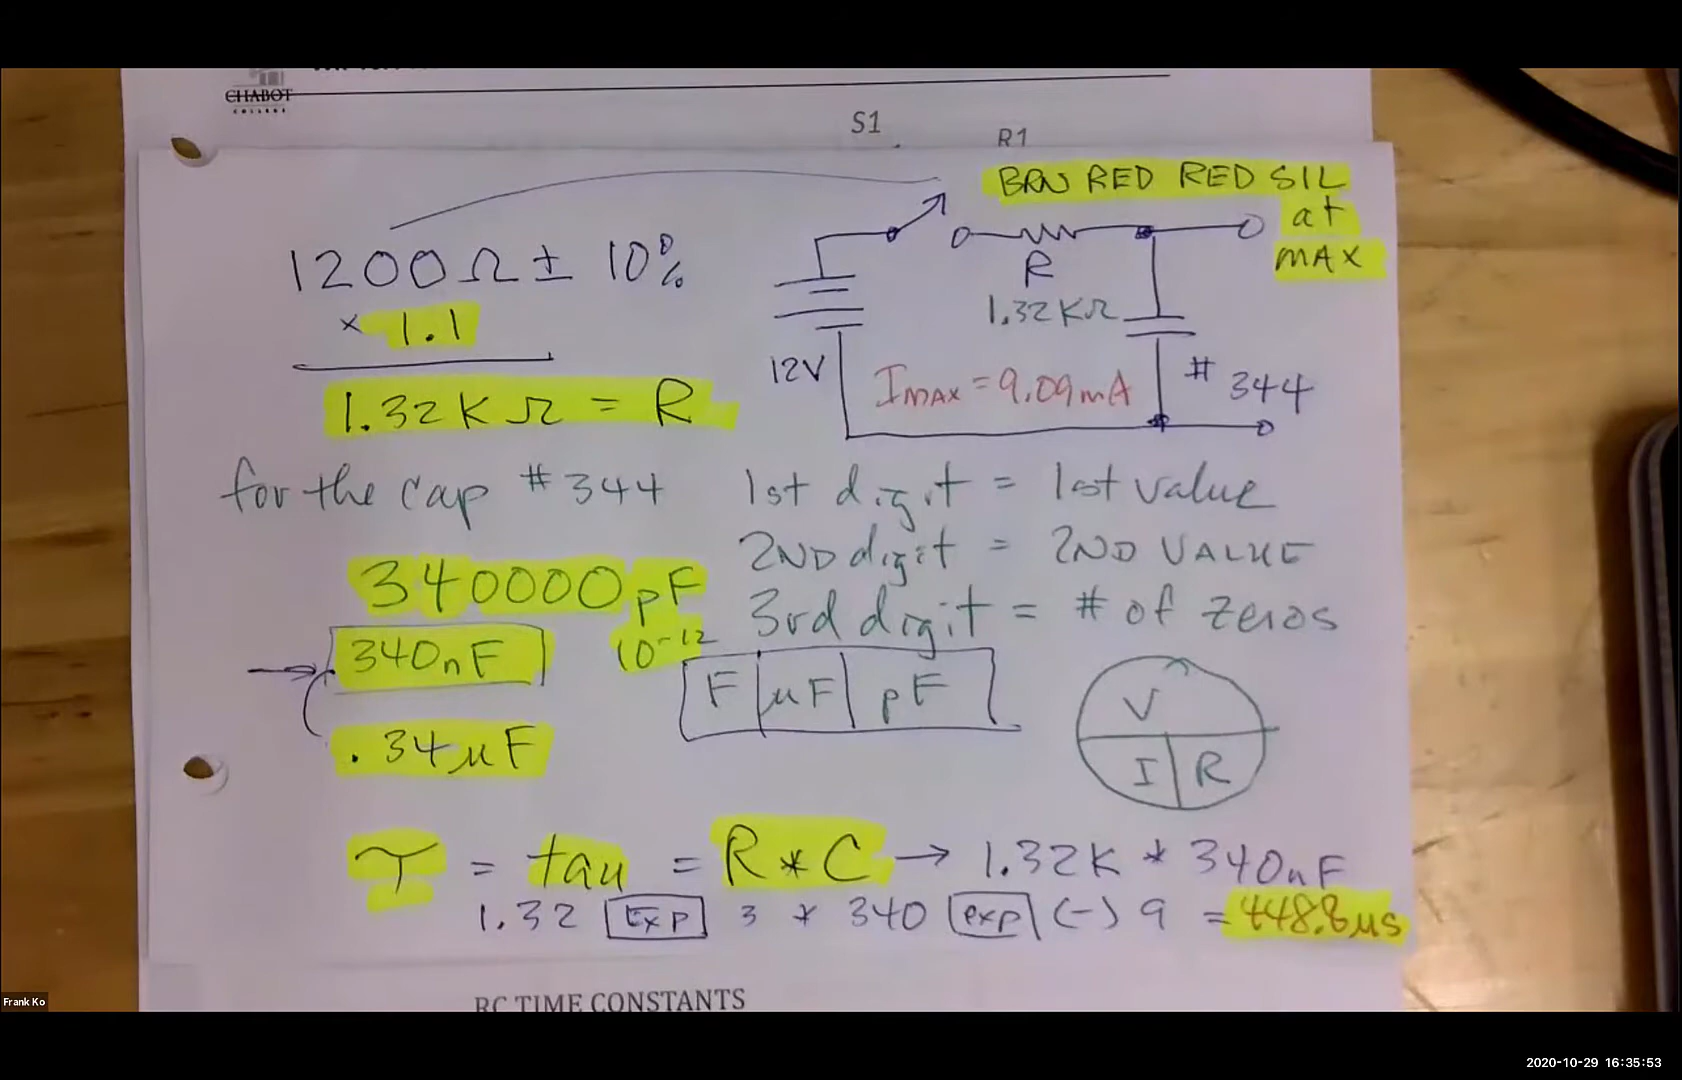 CHABOT
COLLEGE
S1
R1
BRN RED RED SIL
at
MAX
1200Ω ± 10%
× 1.1
1.32KΩ = R
R
1.32KΩ
12V
IMAX = 9.09mA
# 344
for the cap #344
1st digit = 1st value
2ND digit = 2ND VALUE
3rd digit = # of zeros
340000pF
10-12
340nF
.34µF
F µF pF
V
I R
Τ = tau = R*C → 1.32K * 340nF
1.32 Exp 3 * 340 exp (-) 9 = 448.8µs
RC TIME CONSTANTS
Frank Ko
2020-10-29 16:35:53